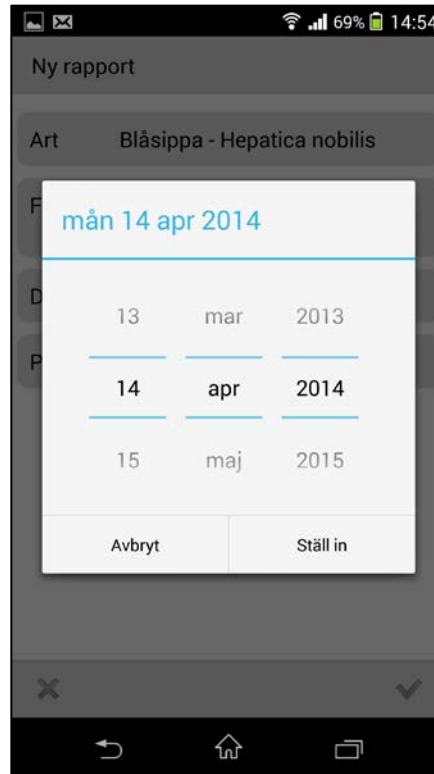 69% 14:54
Ny rapport
Art Blåsippa - Hepatica nobilis
F
mån 14 apr 2014
D
13 mar 2013
P
14 apr 2014
15 maj 2015
Avbryt Ställ in